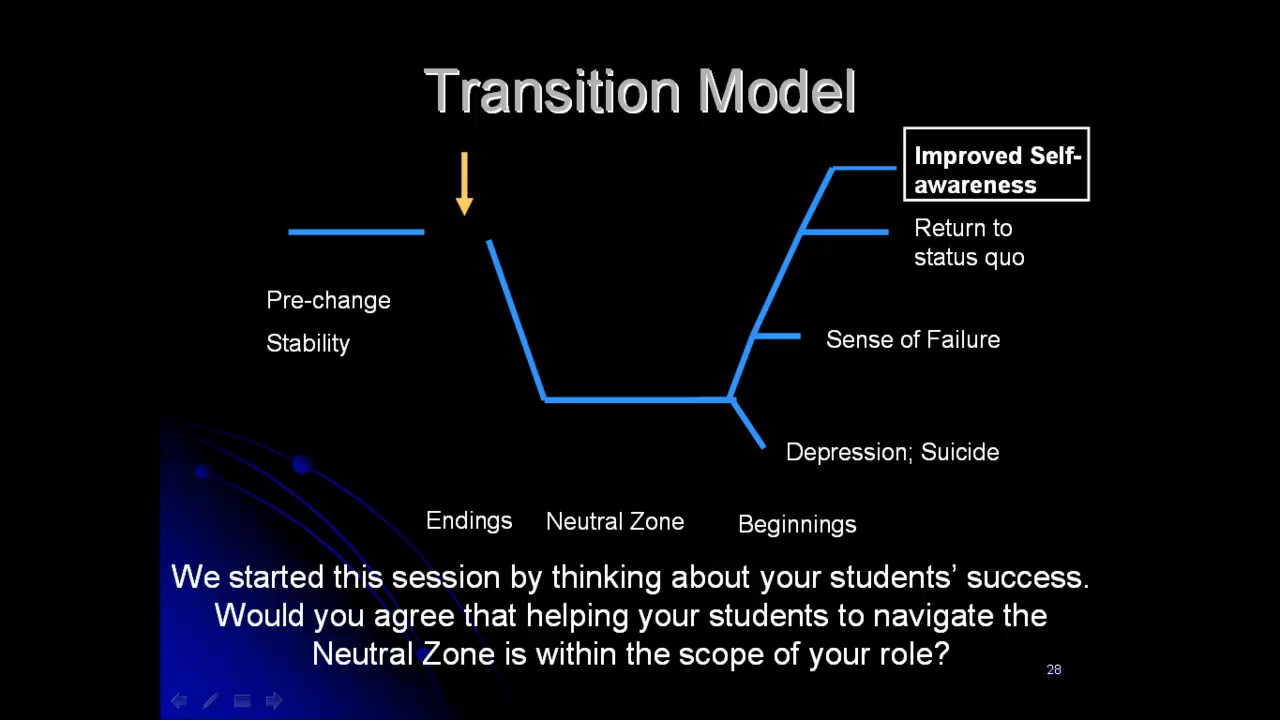 Transition Model
Improved Self-
awareness
Return to
status quo
Pre-change
Stability
Sense of Failure
Depression; Suicide
Endings
Neutral Zone
Beginnings
We started this session by thinking about your students’ success.
Would you agree that helping your students to navigate the
Neutral Zone is within the scope of your role?
28